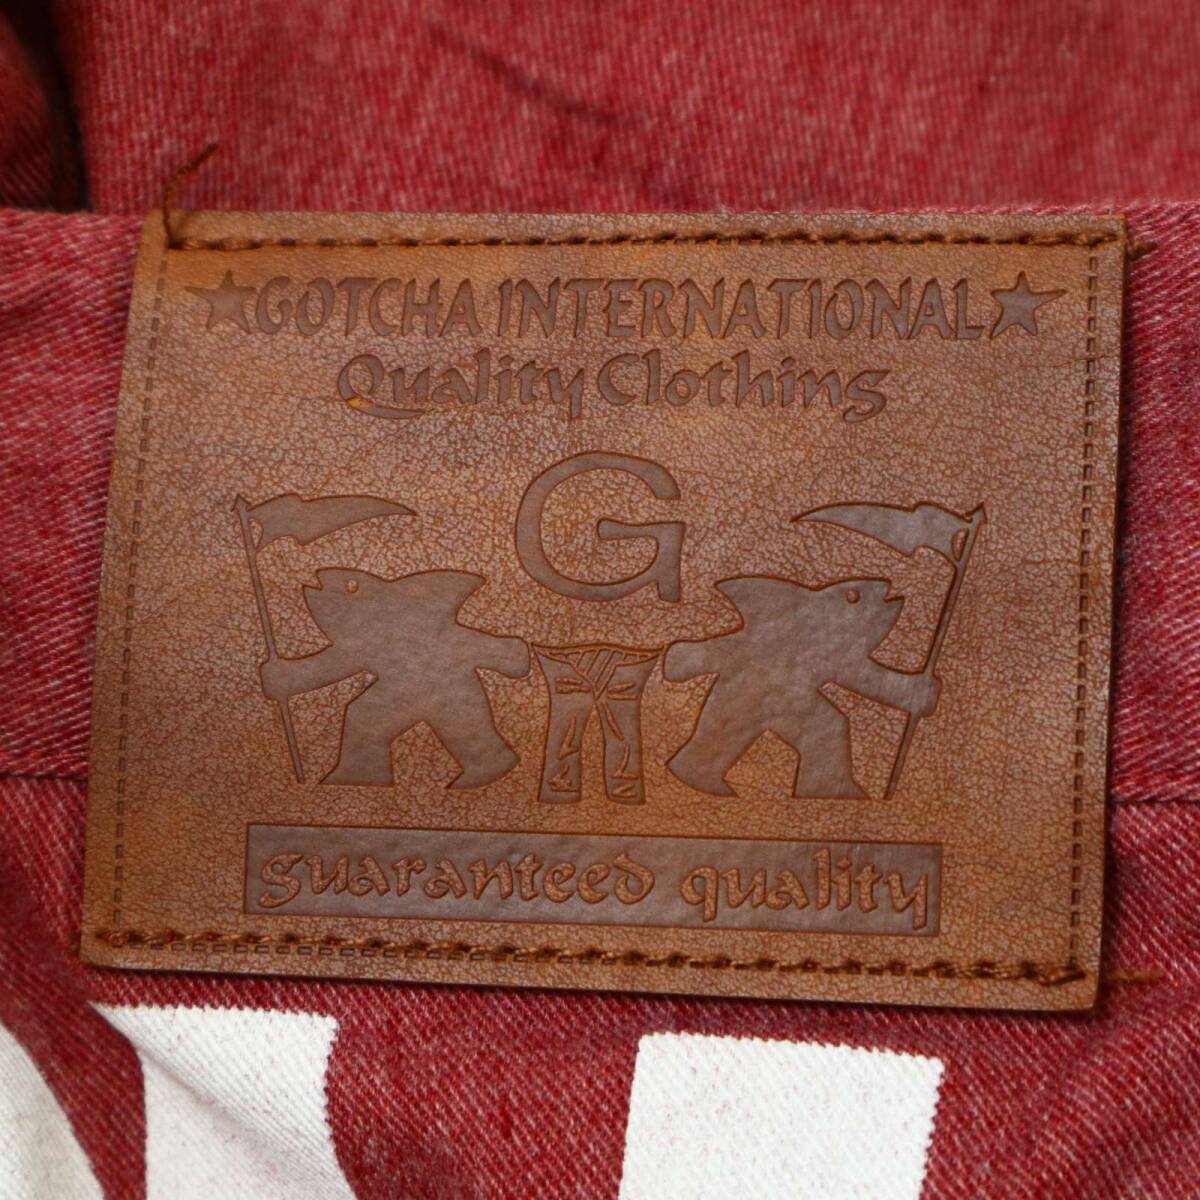 ★GOTCHA INTERNATIONAL★
Quality Clothing
G
guaranteed quality